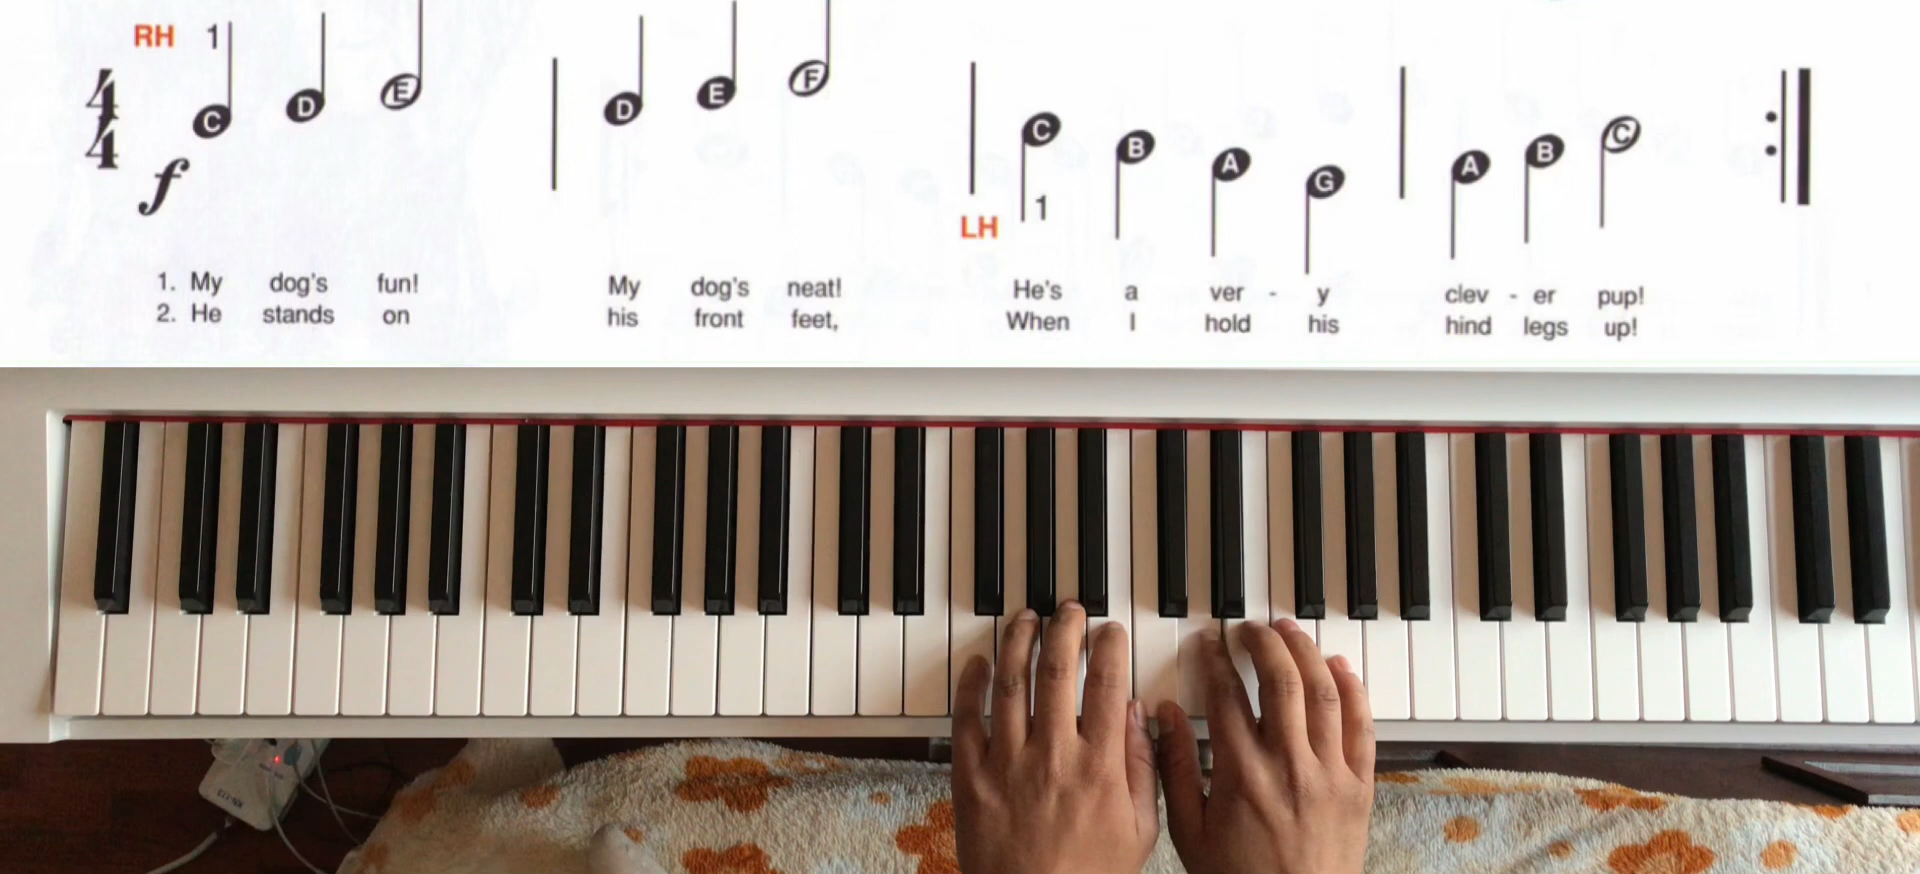 RH 1
4
4
C D E D E F C B A G A B C
f
LH 1
1. My dog's fun! My dog's neat! He's a ver - y clev - er pup!
2. He stands on his front feet, When I hold his hind legs up!